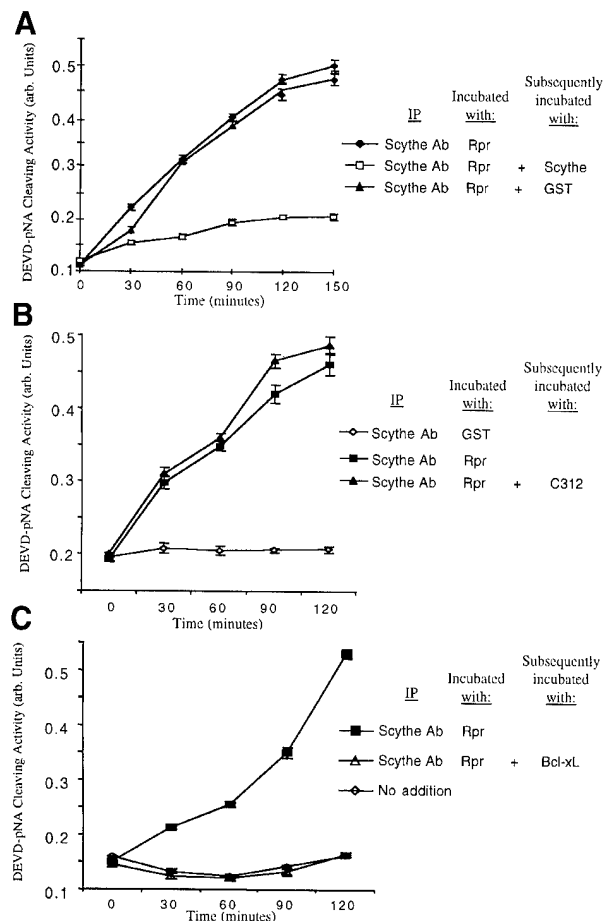 A
DEVD-pNA Cleaving Activity (arb. Units)
0.5
0.4
0.3
0.2
0.1
0 30 60 90 120 150
Time (minutes)
IP Incubated with: Subsequently incubated with:
Scythe Ab Rpr
Scythe Ab Rpr + Scythe
Scythe Ab Rpr + GST
B
DEVD-pNA Cleaving Activity (arb. Units)
0.5
0.4
0.3
0.2
0 30 60 90 120
Time (minutes)
IP Incubated with: Subsequently incubated with:
Scythe Ab GST
Scythe Ab Rpr
Scythe Ab Rpr + C312
C
DEVD-pNA Cleaving Activity (arb. Units)
0.5
0.4
0.3
0.2
0.1
0 30 60 90 120
Time (minutes)
IP Incubated with: Subsequently incubated with:
Scythe Ab Rpr
Scythe Ab Rpr + Bcl-xL
No addition